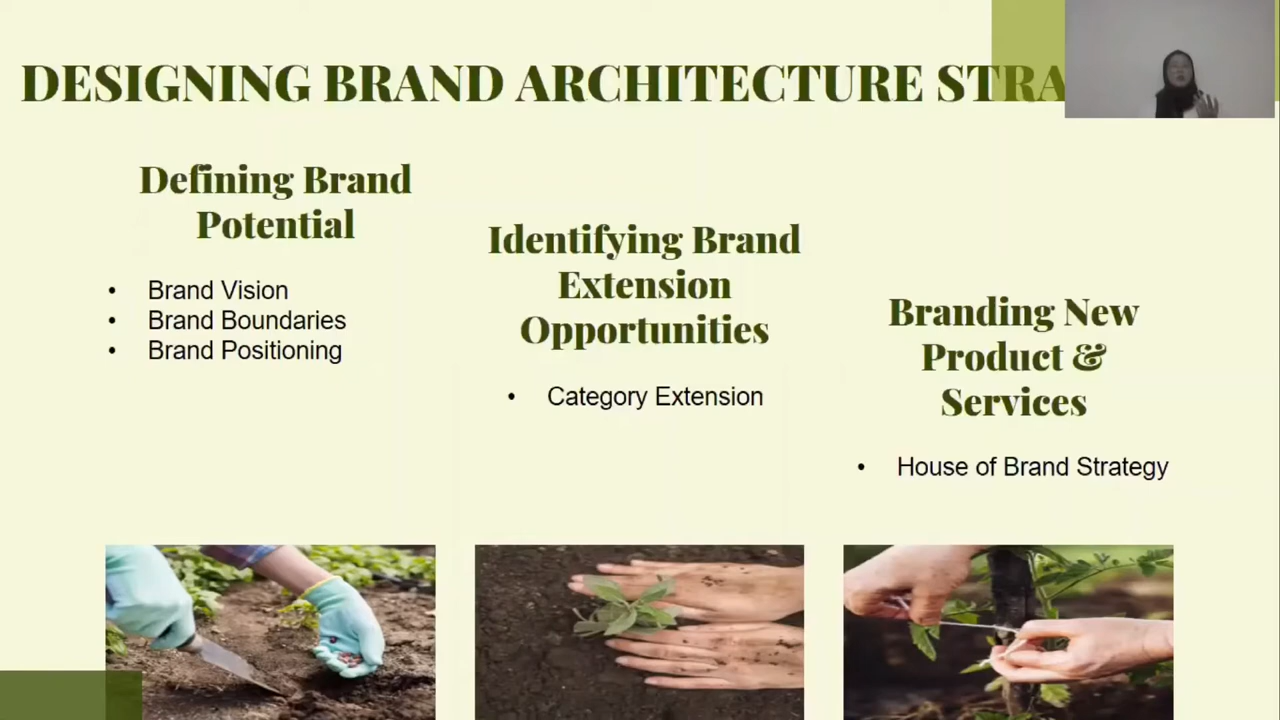 DESIGNING BRAND ARCHITECTURE STRA
Defining Brand
Potential
• Brand Vision
• Brand Boundaries
• Brand Positioning
Identifying Brand
Extension
Opportunities
• Category Extension
Branding New
Product &
Services
• House of Brand Strategy